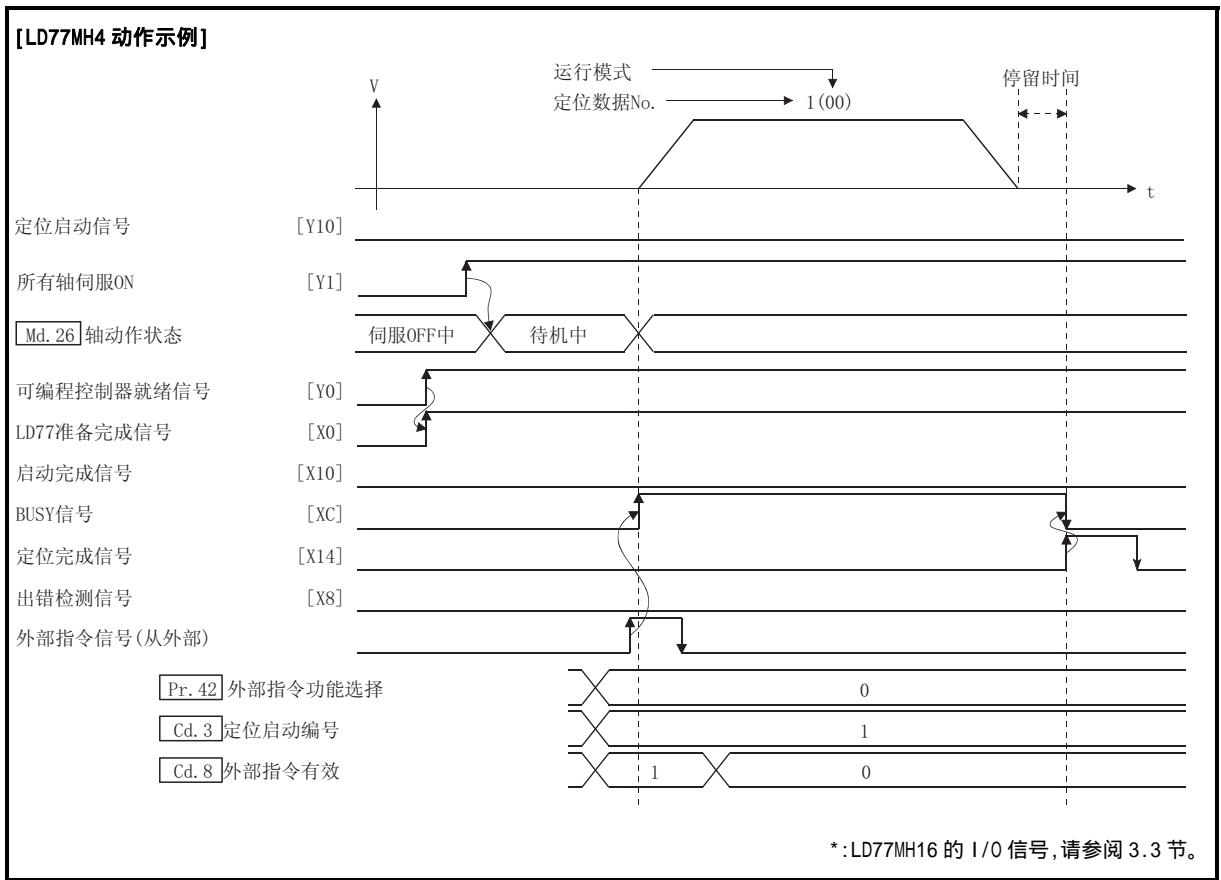 [LD77MH4 动作示例]
V
运行模式
定位数据No.
1(00)
停留时间
t
定位启动信号 [Y10]
所有轴伺服ON [Y1]
Md.26 轴动作状态
伺服OFF中
待机中
可编程控制器就绪信号 [Y0]
LD77准备完成信号 [X0]
启动完成信号 [X10]
BUSY信号 [XC]
定位完成信号 [X14]
出错检测信号 [X8]
外部指令信号(从外部)
Pr.42 外部指令功能选择 0
Cd.3 定位启动编号 1
Cd.8 外部指令有效 1 0
*:LD77MH16 的 I/O 信号,请参阅 3.3 节。